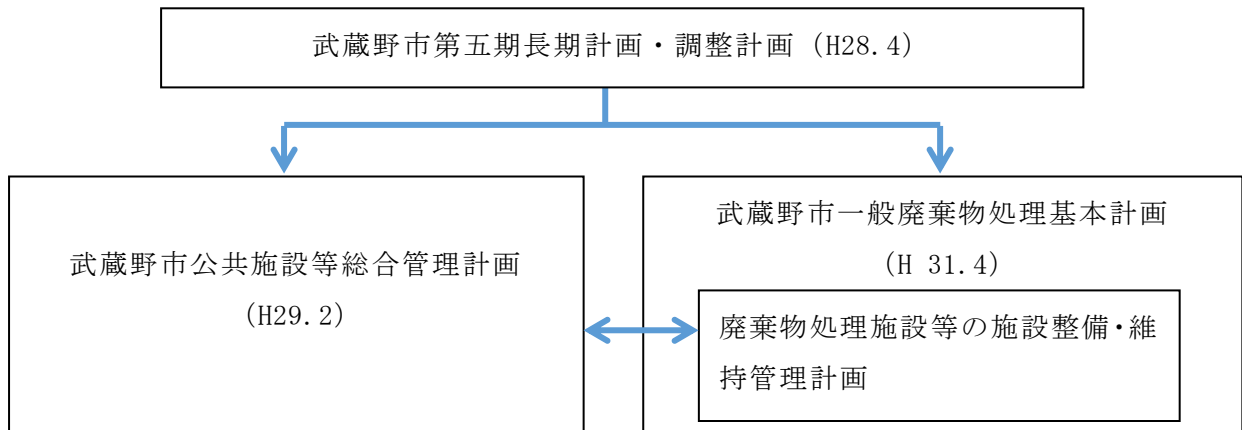 武蔵野市第五期長期計画・調整計画（H28.4）
武蔵野市公共施設等総合管理計画
（H29.2）
武蔵野市一般廃棄物処理基本計画
（H 31.4）
廃棄物処理施設等の施設整備・維
持管理計画